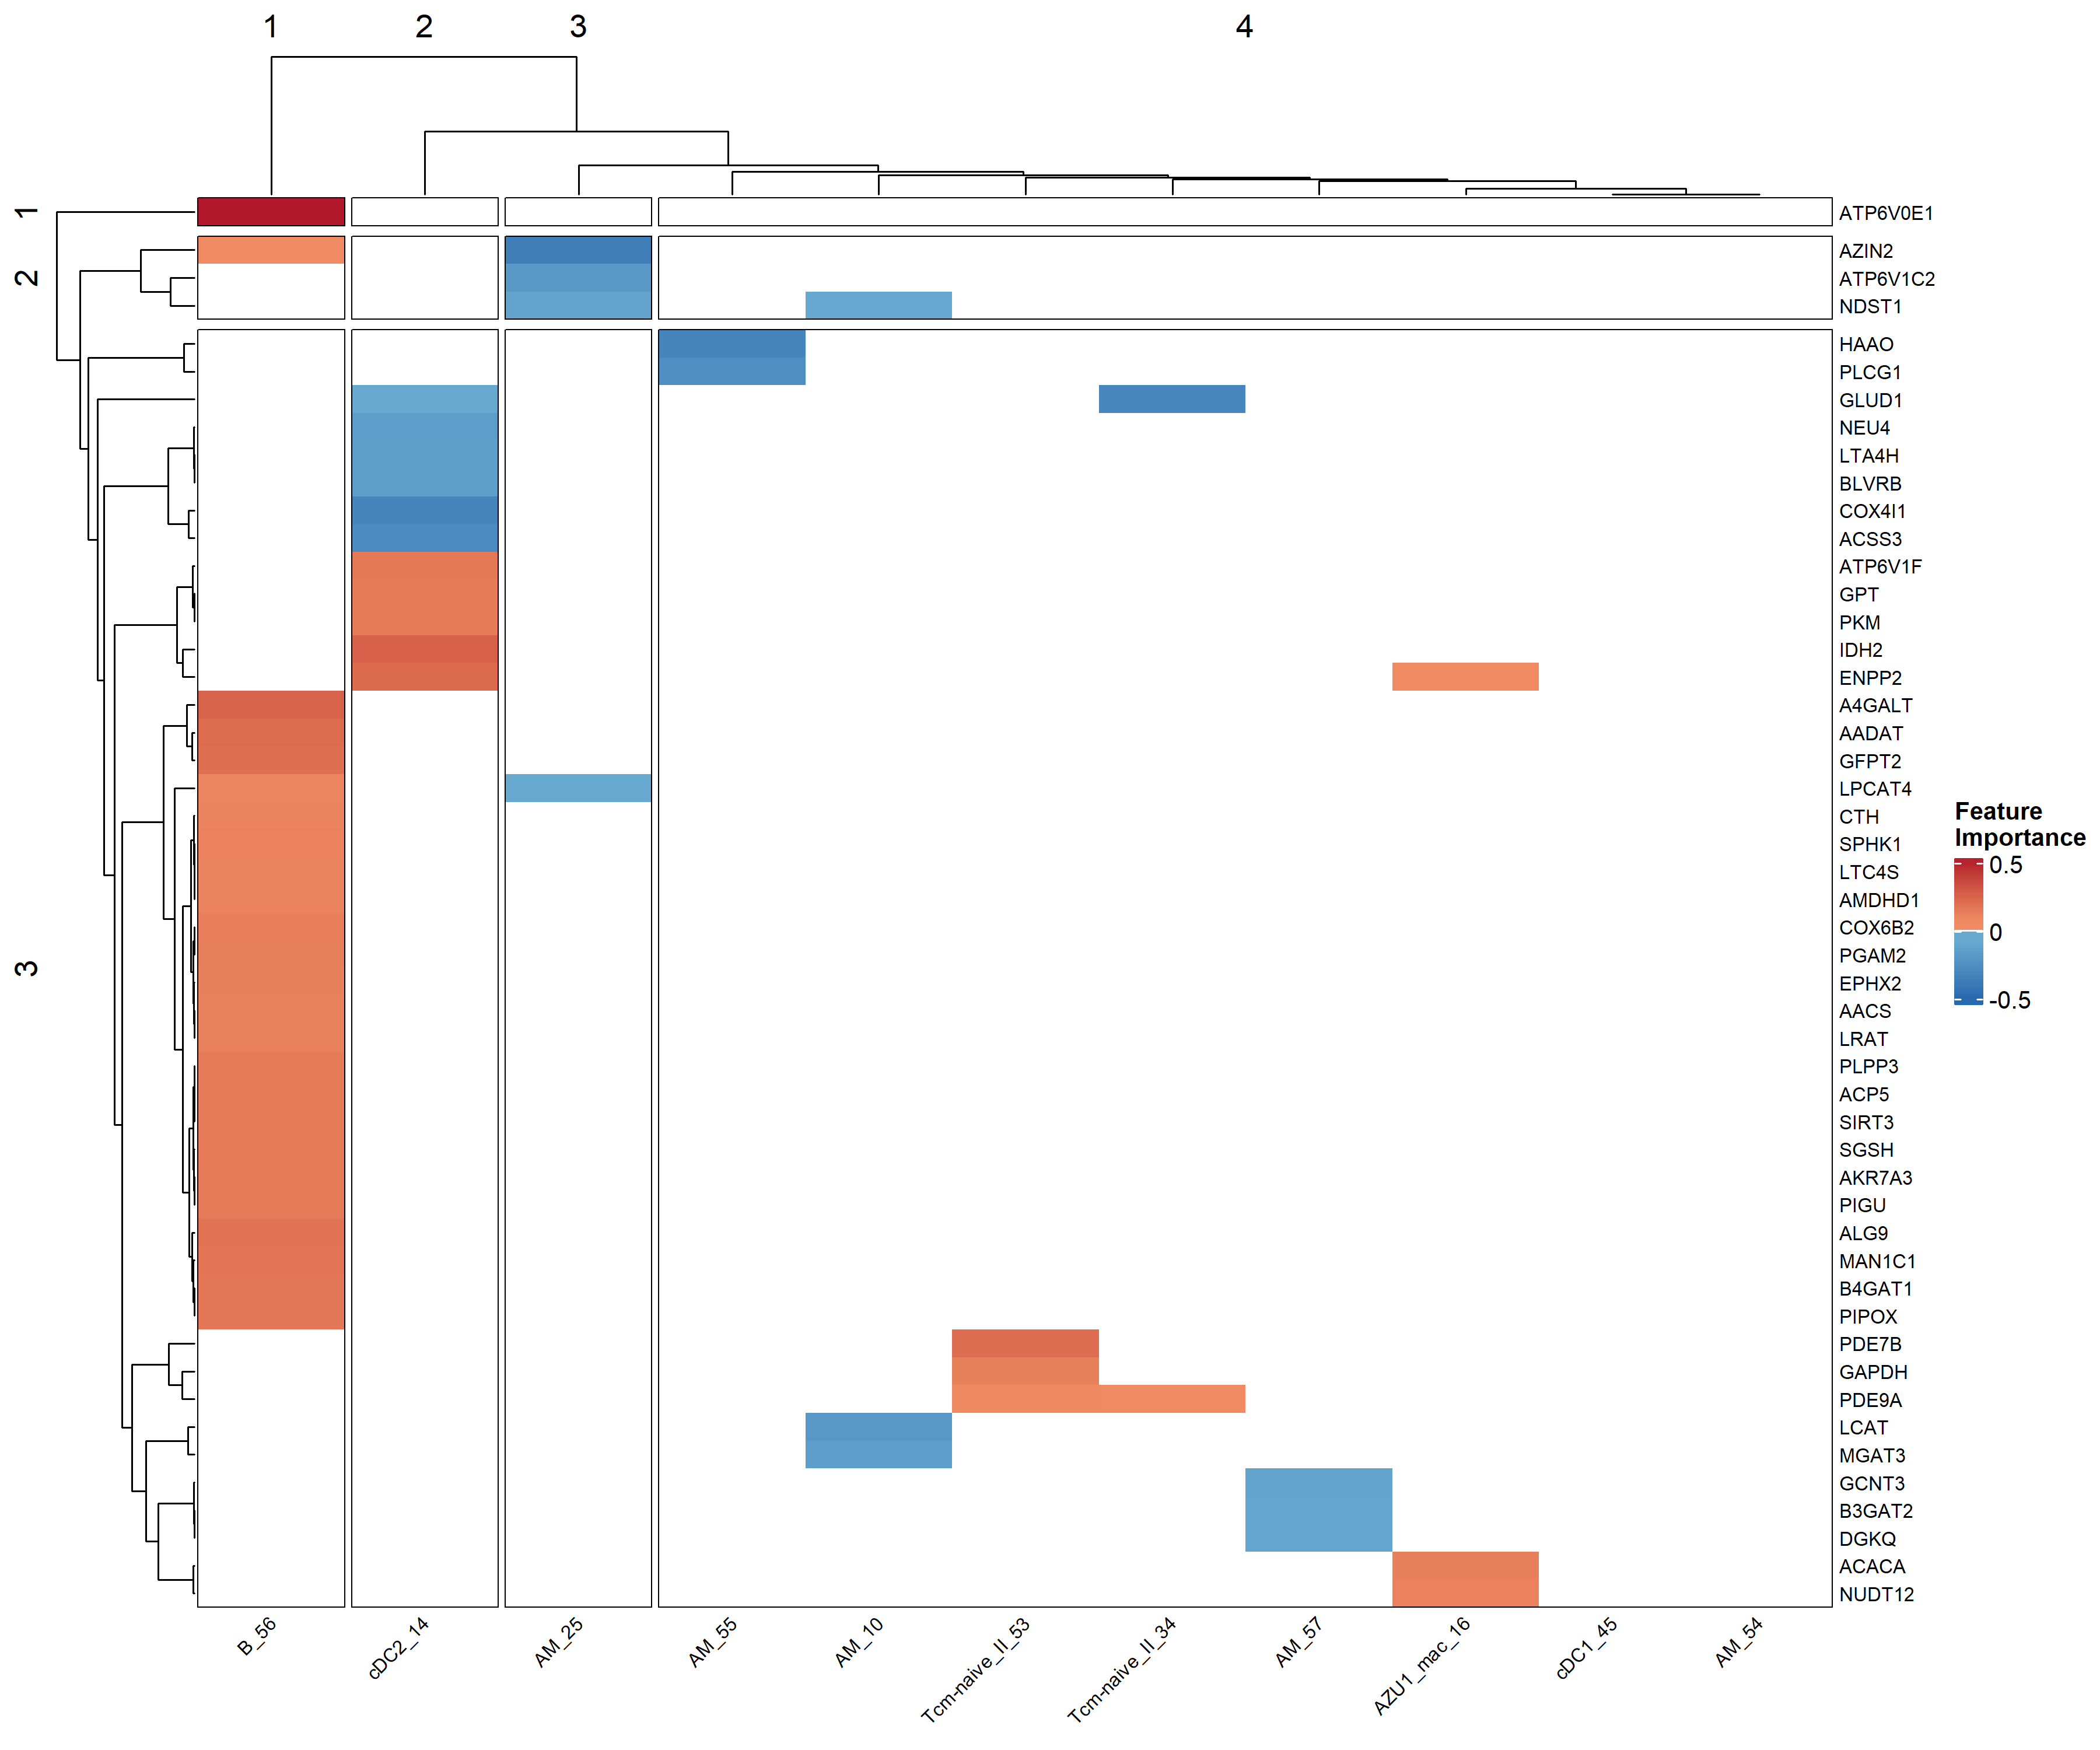 1 2 3 4
1
2
3
ATP6V0E1
AZIN2
ATP6V1C2
NDST1
HAAO
PLCG1
GLUD1
NEU4
LTA4H
BLVRB
COX4I1
ACSS3
ATP6V1F
GPT
PKM
IDH2
ENPP2
A4GALT
AADAT
GFPT2
LPCAT4
CTH
SPHK1
LTC4S
AMDHD1
COX6B2
PGAM2
EPHX2
AACS
LRAT
PLPP3
ACP5
SIRT3
SGSH
AKR7A3
PIGU
ALG9
MAN1C1
B4GAT1
PIPOX
PDE7B
GAPDH
PDE9A
LCAT
MGAT3
GCNT3
B3GAT2
DGKQ
ACACA
NUDT12
Feature
Importance
0.5
0
-0.5
B_56
cDC2_14
AM_25
AM_55
AM_10
Tcm-naive_II_53
Tcm-naive_II_34
AM_57
AZU1_mac_16
cDC1_45
AM_54